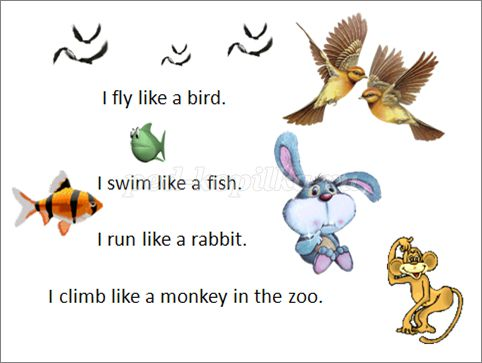 I fly like a bird.
I swim like a fish.
I run like a rabbit.
I climb like a monkey in the zoo.